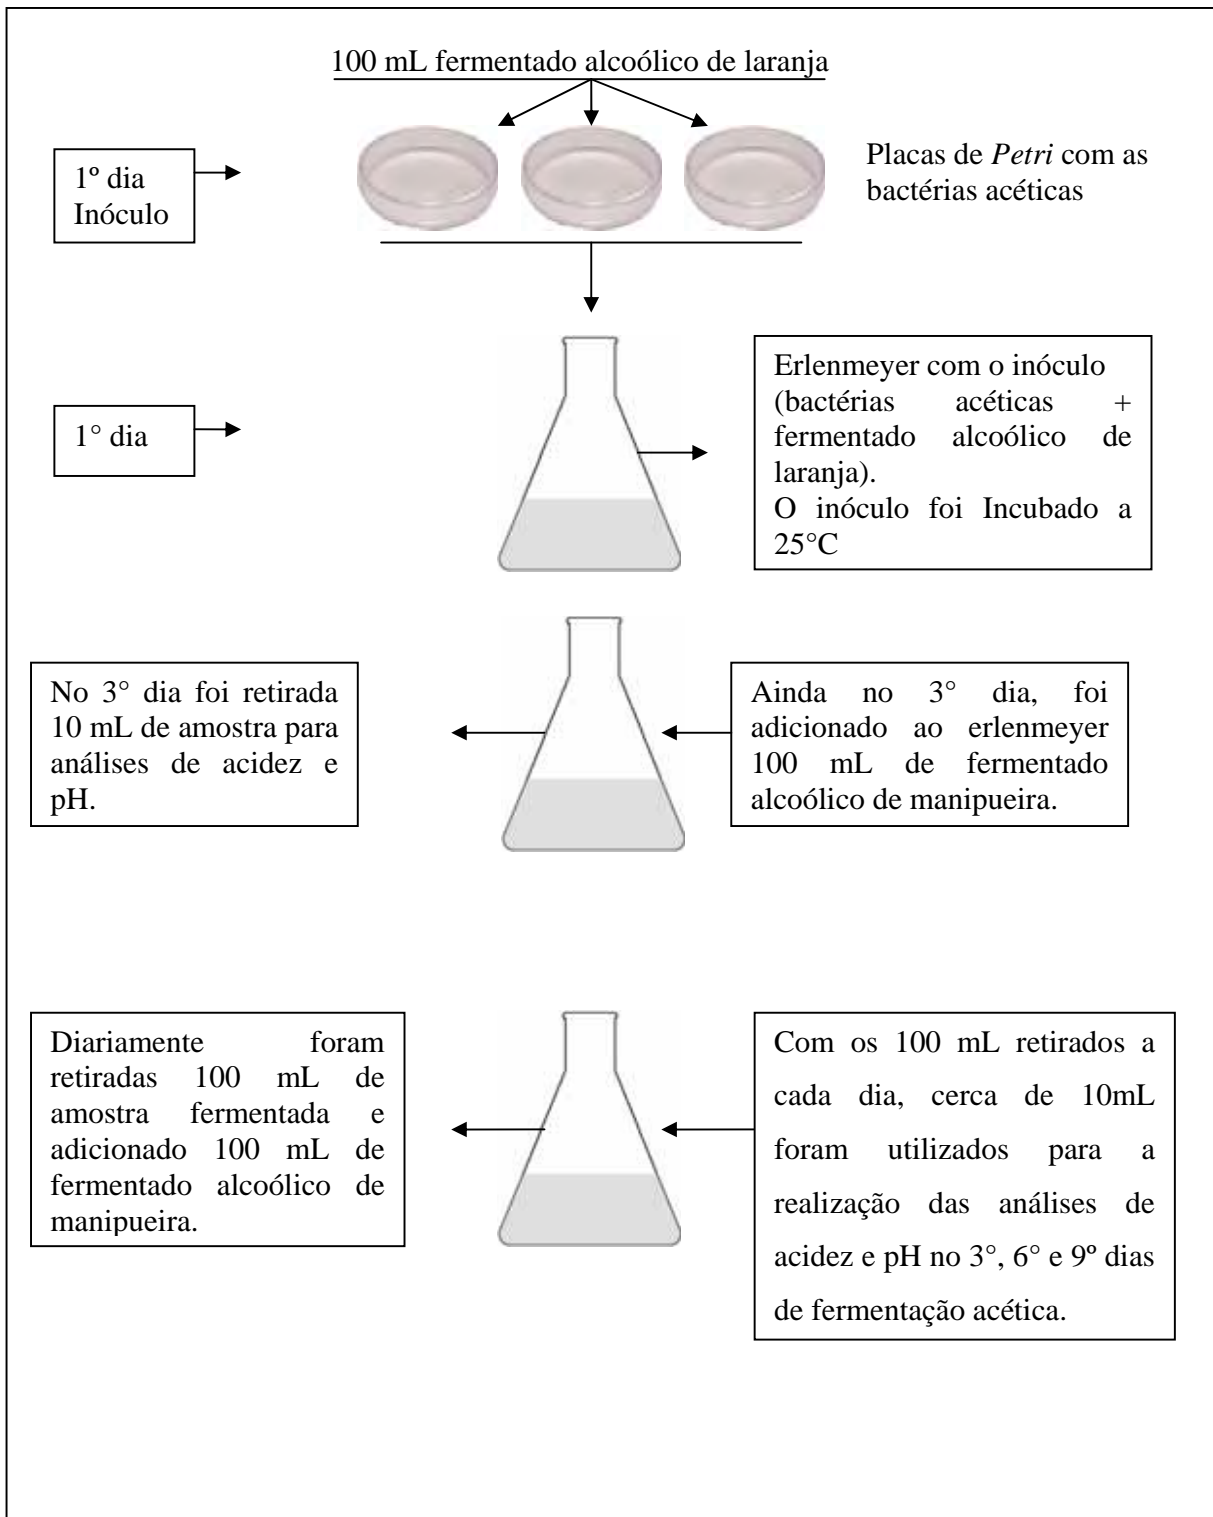 100 mL fermentado alcoólico de laranja
1º dia
Inóculo
Placas de Petri com as
bactérias acéticas
1° dia
Erlenmeyer com o inóculo
(bactérias acéticas +
fermentado alcoólico de
laranja).
O inóculo foi Incubado a
25°C
No 3° dia foi retirada
10 mL de amostra para
análises de acidez e
pH.
Ainda no 3° dia, foi
adicionado ao erlenmeyer
100 mL de fermentado
alcoólico de manipueira.
Diariamente foram
retiradas 100 mL de
amostra fermentada e
adicionado 100 mL de
fermentado alcoólico de
manipueira.
Com os 100 mL retirados a
cada dia, cerca de 10mL
foram utilizados para a
realização das análises de
acidez e pH no 3°, 6° e 9º dias
de fermentação acética.